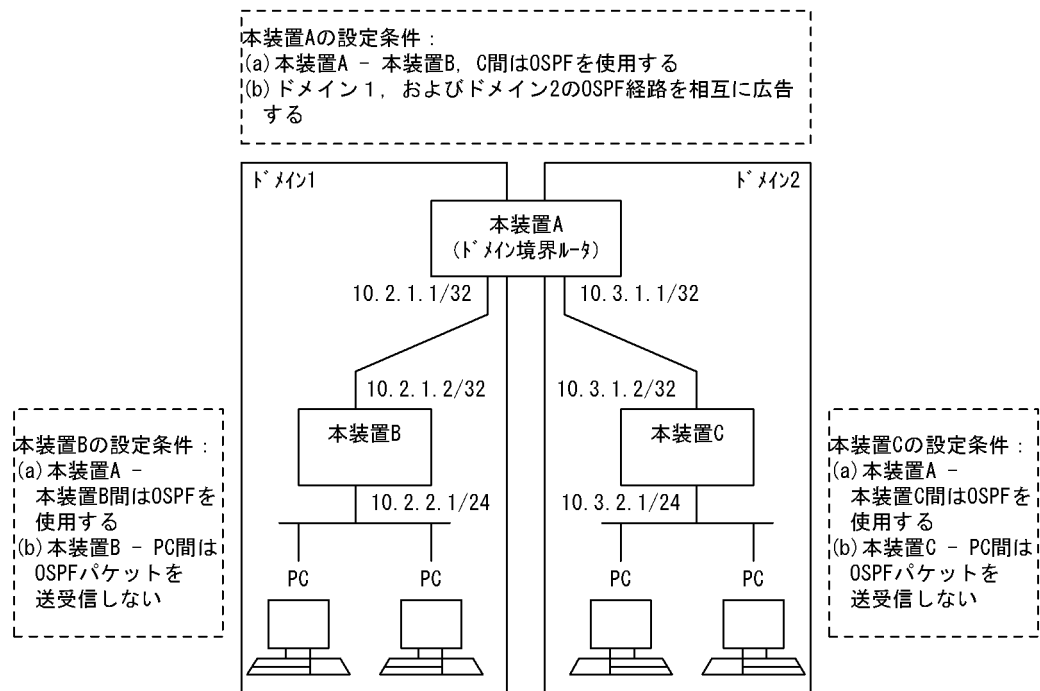 本装置Aの設定条件：
(a)本装置A - 本装置B，C間はOSPFを使用する
(b)ドメイン１，およびドメイン2のOSPF経路を相互に広告
する
ﾄﾞﾒｲﾝ1
ﾄﾞﾒｲﾝ2
本装置A
(ﾄﾞﾒｲﾝ境界ﾙｰﾀ)
10.2.1.1/32
10.3.1.1/32
10.2.1.2/32
10.3.1.2/32
本装置B
本装置C
10.2.2.1/24
10.3.2.1/24
PC
PC
PC
PC
本装置Bの設定条件：
(a)本装置A -
本装置B間はOSPFを
使用する
(b)本装置B - PC間は
OSPFパケットを
送受信しない
本装置Cの設定条件：
(a)本装置A -
本装置C間はOSPFを
使用する
(b)本装置C - PC間は
OSPFパケットを
送受信しない